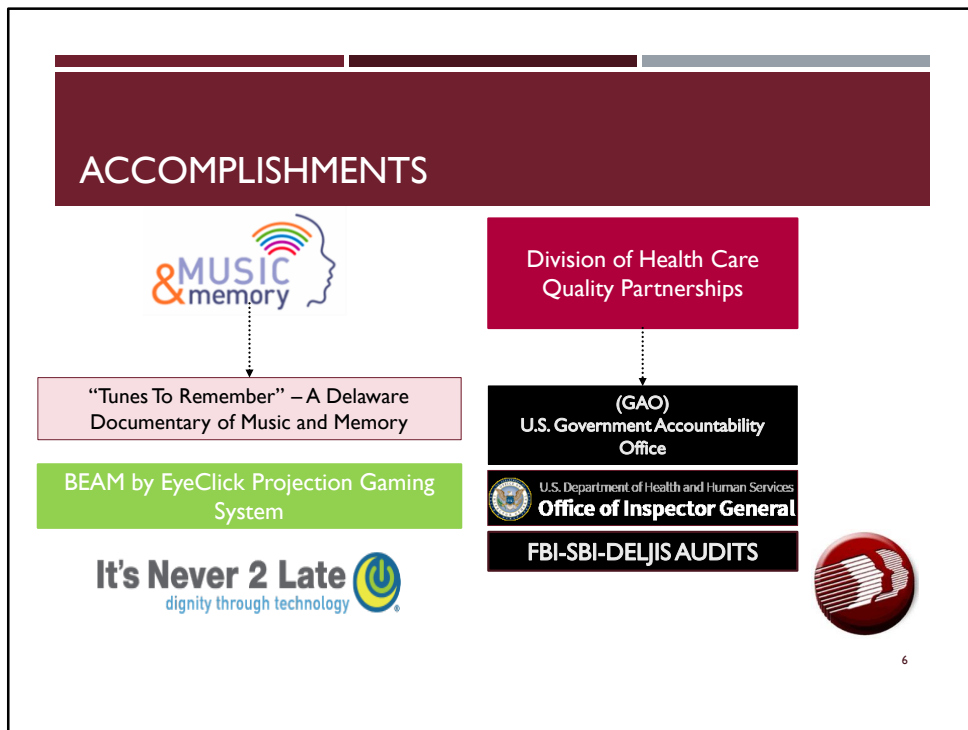 ACCOMPLISHMENTS
&MUSIC
memory
“Tunes To Remember” – A Delaware
Documentary of Music and Memory
BEAM by EyeClick Projection Gaming
System
It's Never 2 Late
dignity through technology
Division of Health Care
Quality Partnerships
(GAO)
U.S. Government Accountability
Office
U.S. Department of Health and Human Services
Office of Inspector General
FBI-SBI-DELJIS AUDITS
6